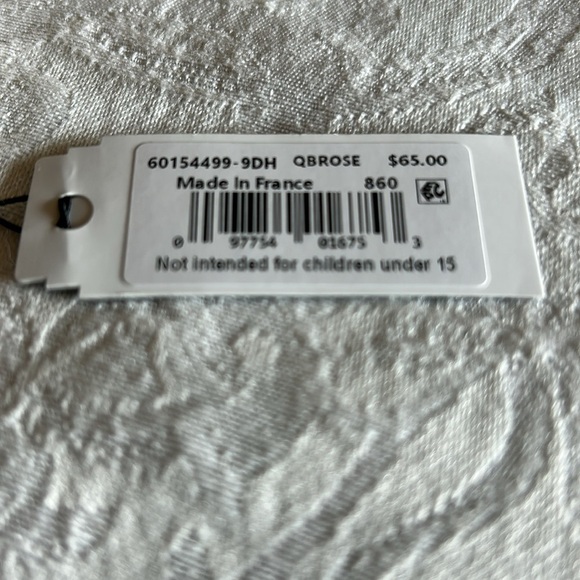 60154499-9DH QBROSE $65.00
Made In France 860
0 97754 01675 3
Not intended for children under 15